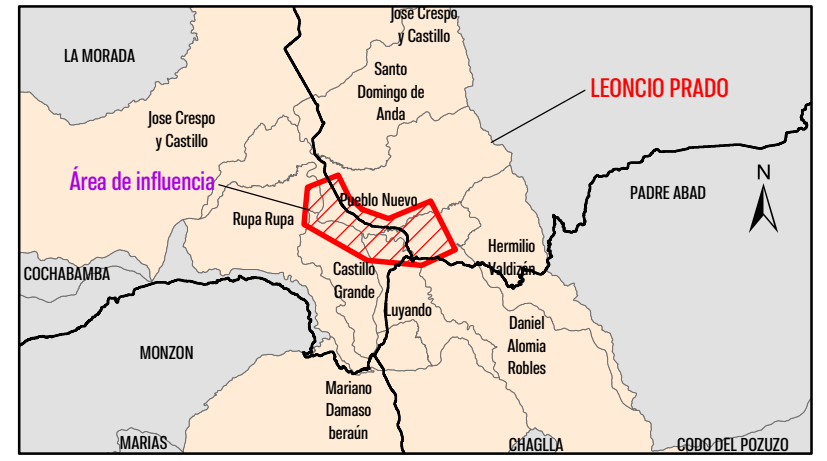 Jose Crespo
y Castillo
LA MORADA
Santo
Domingo de
Anda
LEONCIO PRADO
Jose Crespo
y Castillo
Área de influencia
N
PADRE ABAD
Pueblo Nuevo
Rupa Rupa
Hermilio
Valdizán
COCHABAMBA
Castillo
Grande
Luyando
Daniel
Alomia
Robles
MONZON
Mariano
Damaso
beraún
MARIAS
CHAGLLA
CODO DEL POZUZO